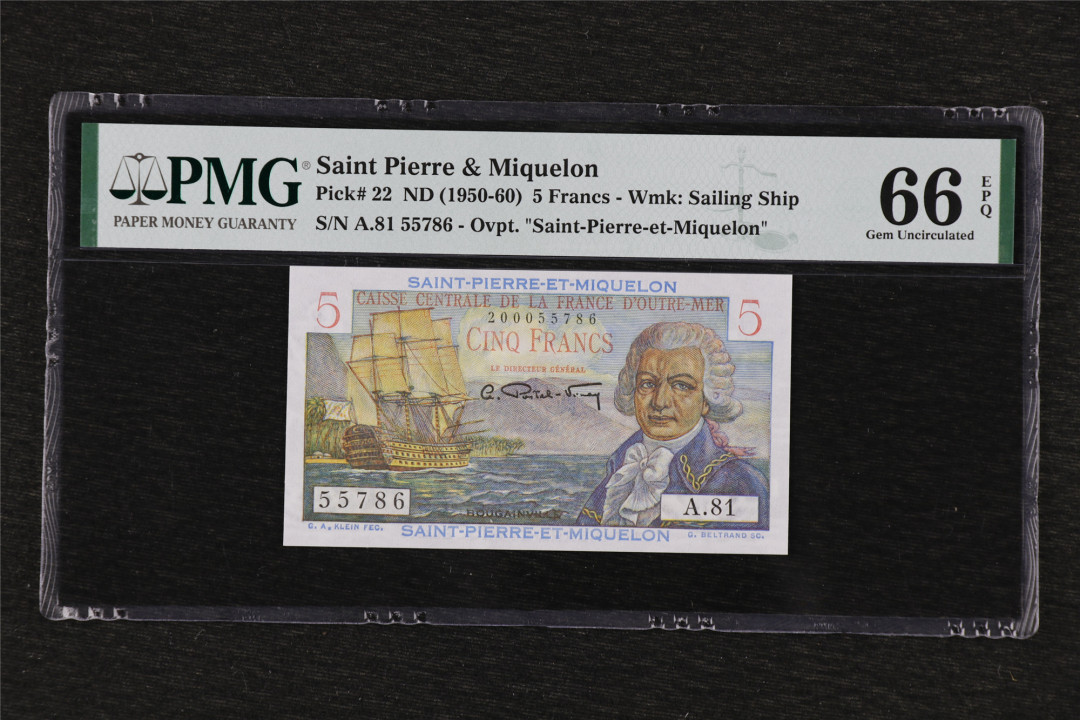 PMG®
PAPER MONEY GUARANTY
Saint Pierre & Miquelon
Pick# 22 ND (1950-60) 5 Francs - Wmk: Sailing Ship
S/N A.81 55786 - Ovpt. "Saint-Pierre-et-Miquelon"
66 EPQ
Gem Uncirculated
SAINT-PIERRE-ET-MIQUELON
5 CAISSE CENTRALE DE LA FRANCE D'OUTRE-MER 5
200055786
CINQ FRANCS
LE DIRECTEUR GÉNÉRAL
55786
A.81
BOUGAINVILLE
C. A. KLEIN FEC.
SAINT-PIERRE-ET-MIQUELON
G. BELTRAND SC.